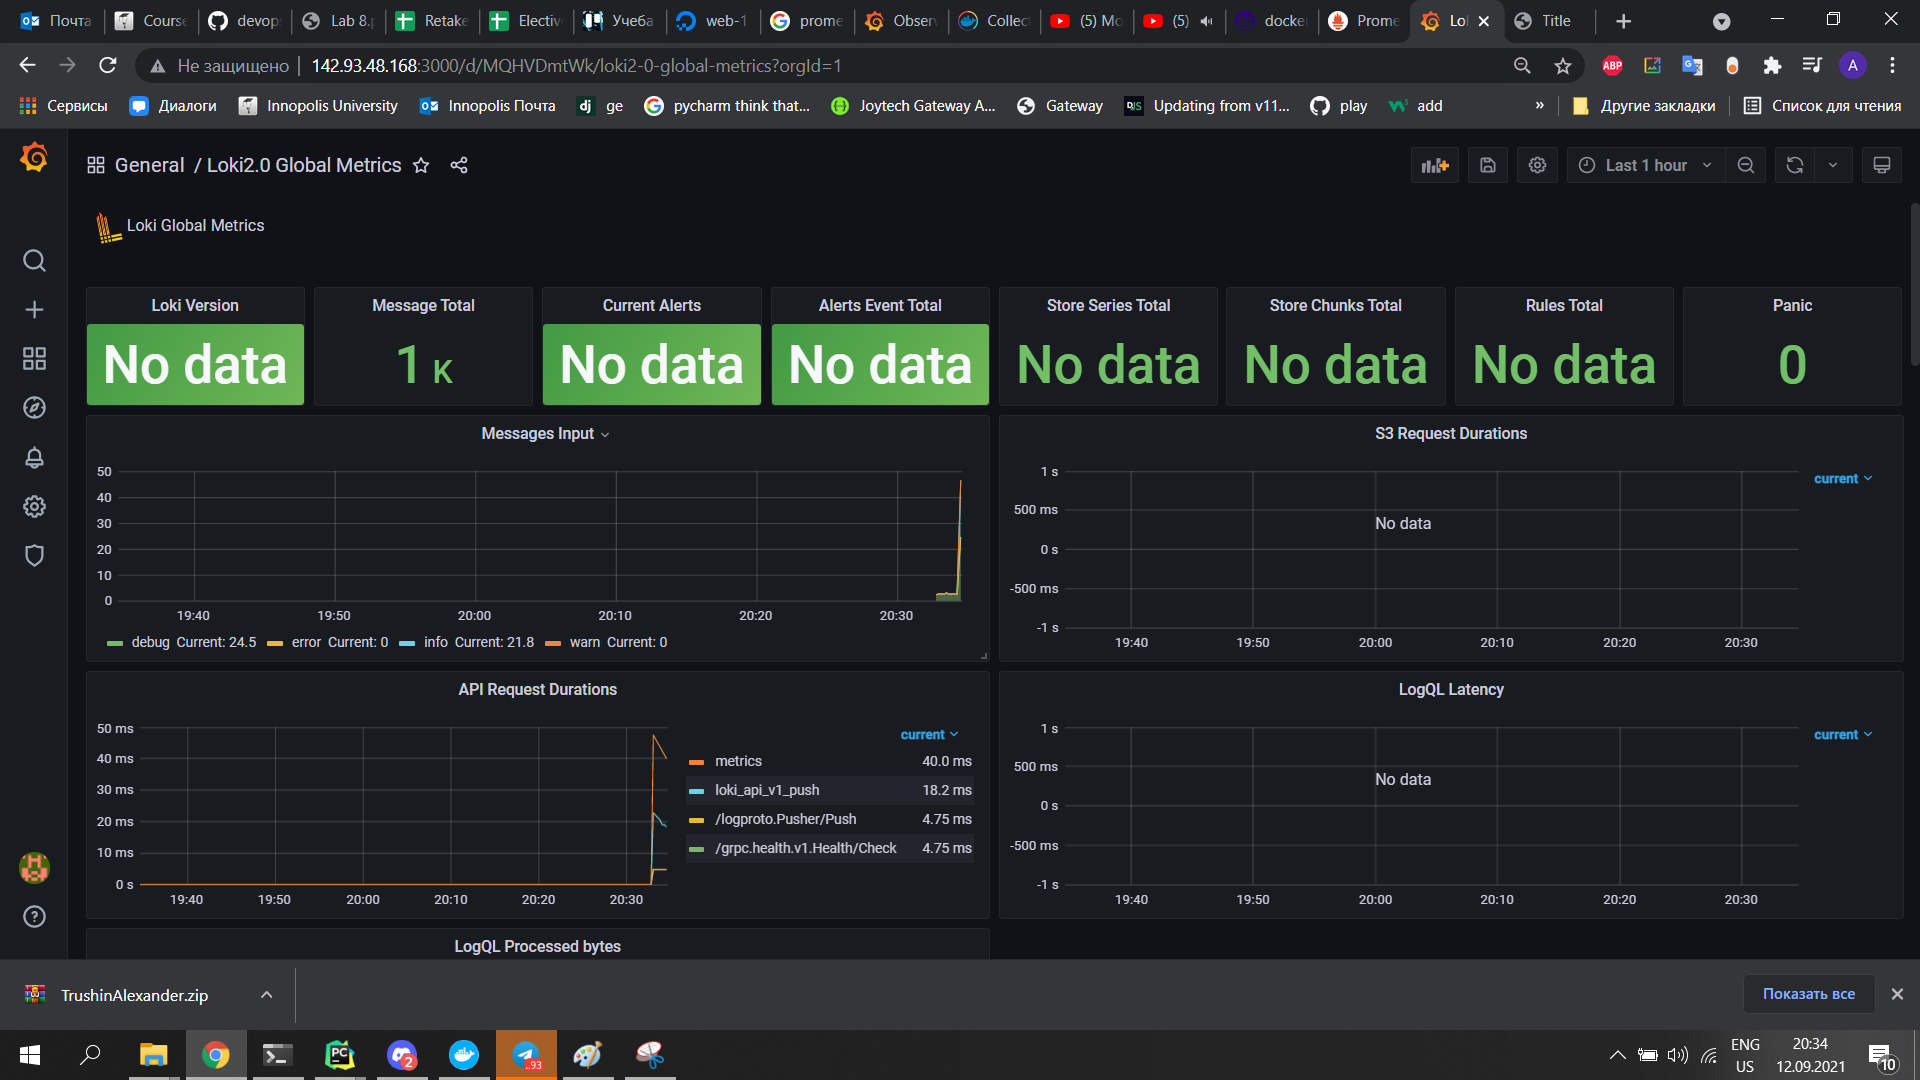 Почта
Course
devop
Lab 8.
Retake
Electiv
Учеба
web-1
prome
Observ
Collec
(5) Mo
(5)
docke
Prome
Lo
Title
Не защищено
142.93.48.168:3000/d/MQHVDmtWk/loki2-0-global-metrics?orgId=1
ABP
A
Сервисы
Диалоги
Innopolis University
Innopolis Почта
dj ge
pycharm think that...
Joytech Gateway A...
Gateway
DJS Updating from v11...
play
add
»
Другие закладки
Список для чтения
General / Loki2.0 Global Metrics
Last 1 hour
Loki Global Metrics
Loki Version
No data
Message Total
1 K
Current Alerts
No data
Alerts Event Total
No data
Store Series Total
No data
Store Chunks Total
No data
Rules Total
No data
Panic
0
Messages Input
50
40
30
20
10
0
19:40 19:50 20:00 20:10 20:20 20:30
debug Current: 24.5 error Current: 0 info Current: 21.8 warn Current: 0
S3 Request Durations
1 s
500 ms
0 s
-500 ms
-1 s
No data
current
19:40 19:50 20:00 20:10 20:20 20:30
API Request Durations
50 ms
40 ms
30 ms
20 ms
10 ms
0 s
19:40 19:50 20:00 20:10 20:20 20:30
current
metrics 40.0 ms
loki_api_v1_push 18.2 ms
/logproto.Pusher/Push 4.75 ms
/grpc.health.v1.Health/Check 4.75 ms
LogQL Latency
1 s
500 ms
0 s
-500 ms
-1 s
No data
current
19:40 19:50 20:00 20:10 20:20 20:30
LogQL Processed bytes
TrushinAlexander.zip
Показать все
PC
2
..93
ENG
US
20:34
12.09.2021
10